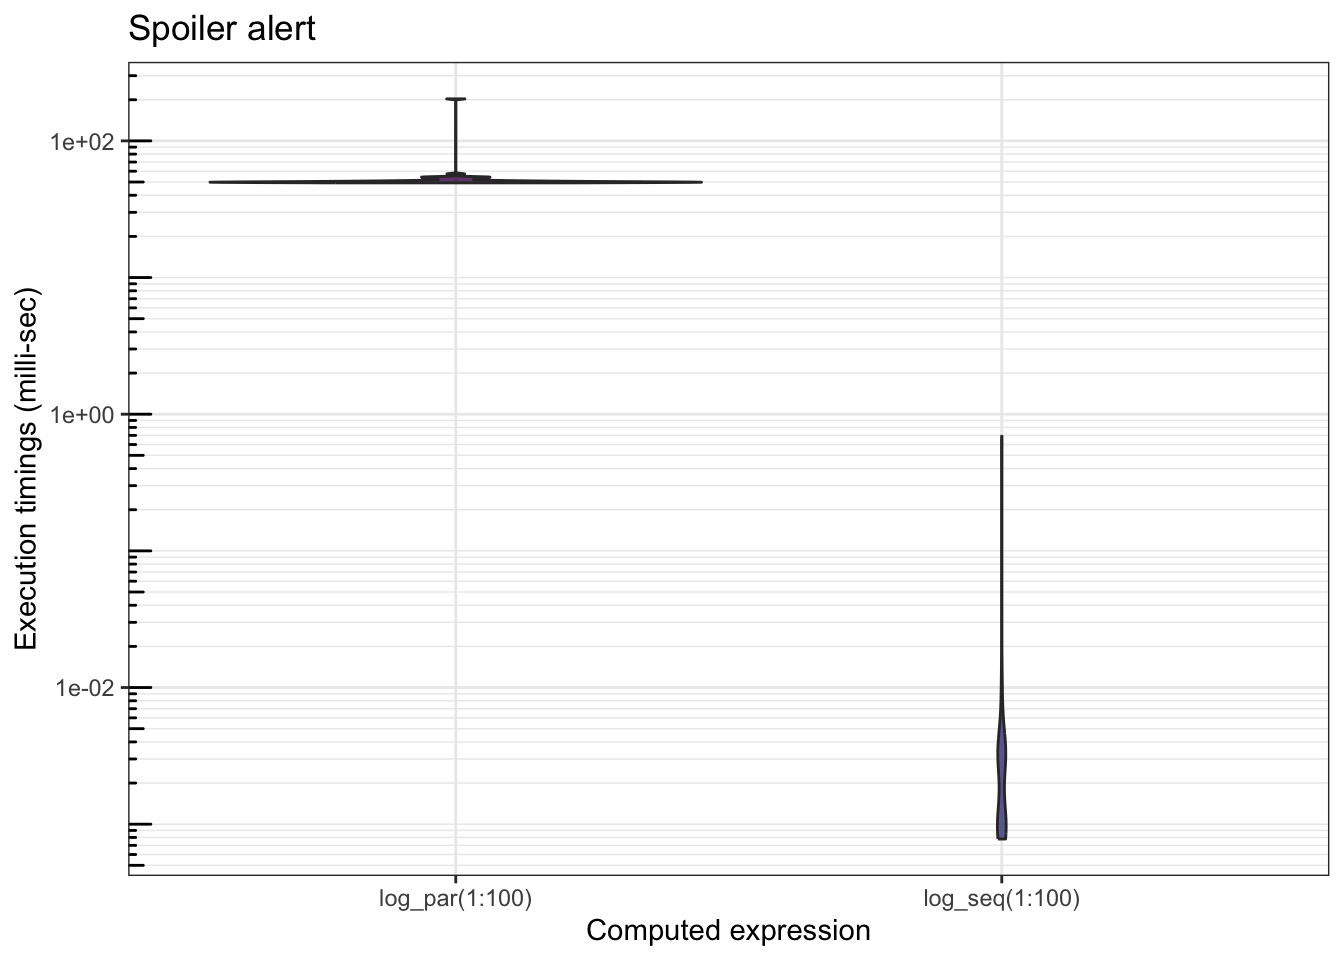 Spoiler alert
Execution timings (milli-sec)
1e+02
1e+00
1e-02
log_par(1:100)
log_seq(1:100)
Computed expression